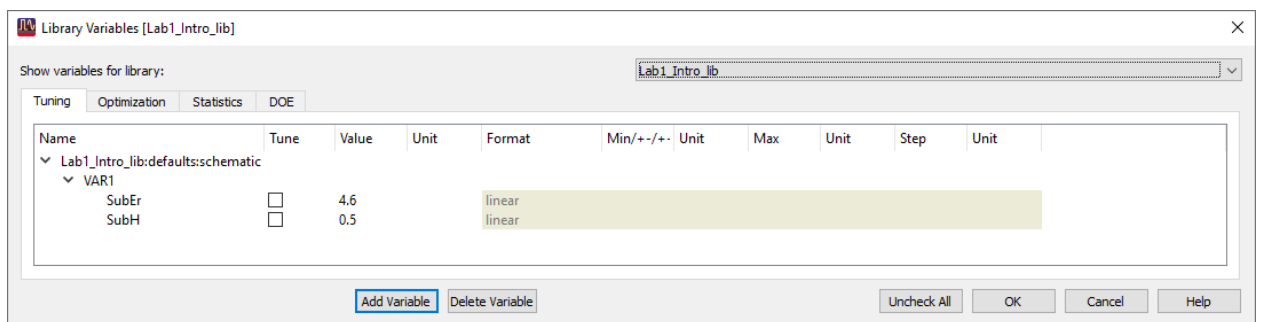 Library Variables [Lab1_Intro_lib]
Show variables for library: Lab1_Intro_lib
Tuning Optimization Statistics DOE
Name Tune Value Unit Format Min/+-/+- Unit Max Unit Step Unit
Lab1_Intro_lib:defaults:schematic
VAR1
SubEr 4.6 linear
SubH 0.5 linear
Add Variable Delete Variable Uncheck All OK Cancel Help